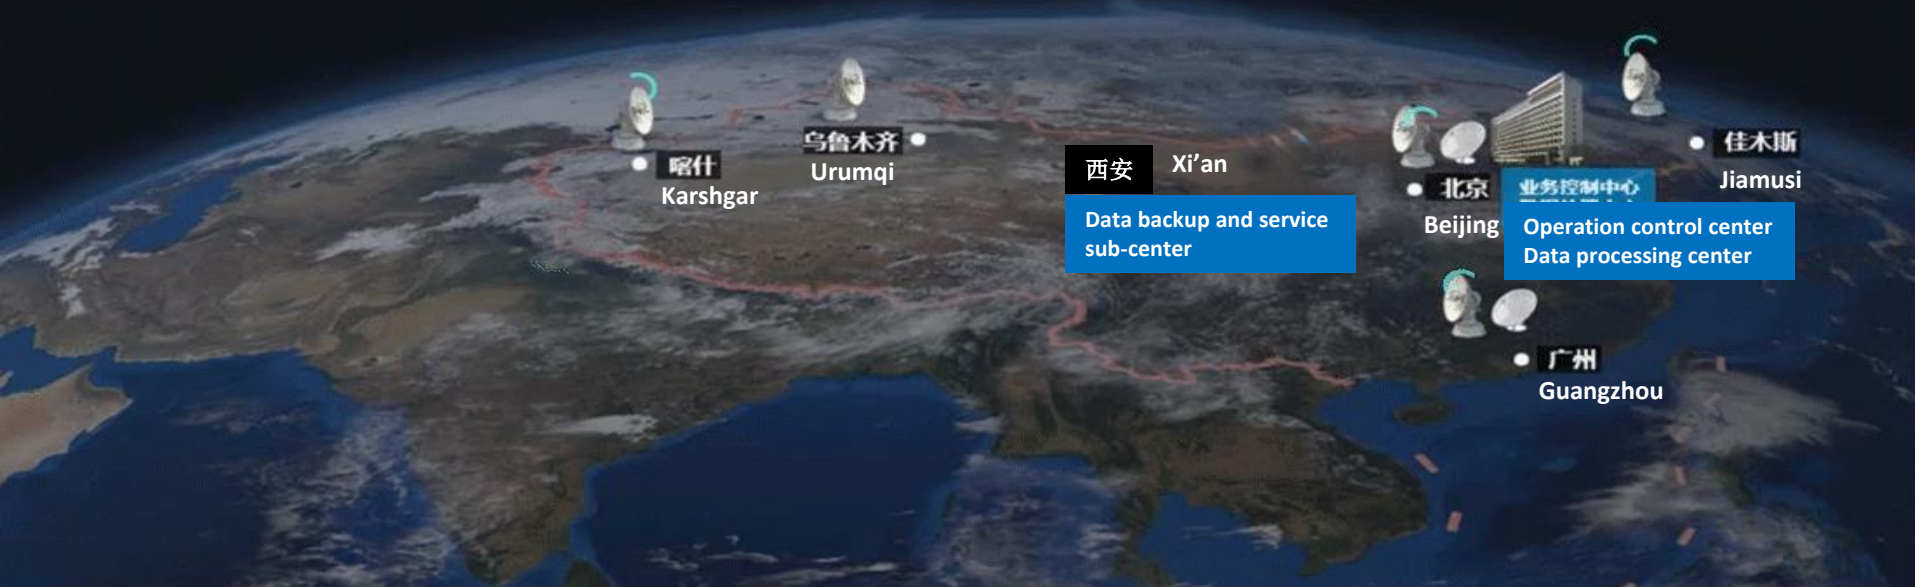 喀什
Karshgar
乌鲁木齐
Urumqi
西安
Xi’an
Data backup and service
sub-center
北京
Beijing
业务控制中心
Operation control center
Data processing center
佳木斯
Jiamusi
广州
Guangzhou